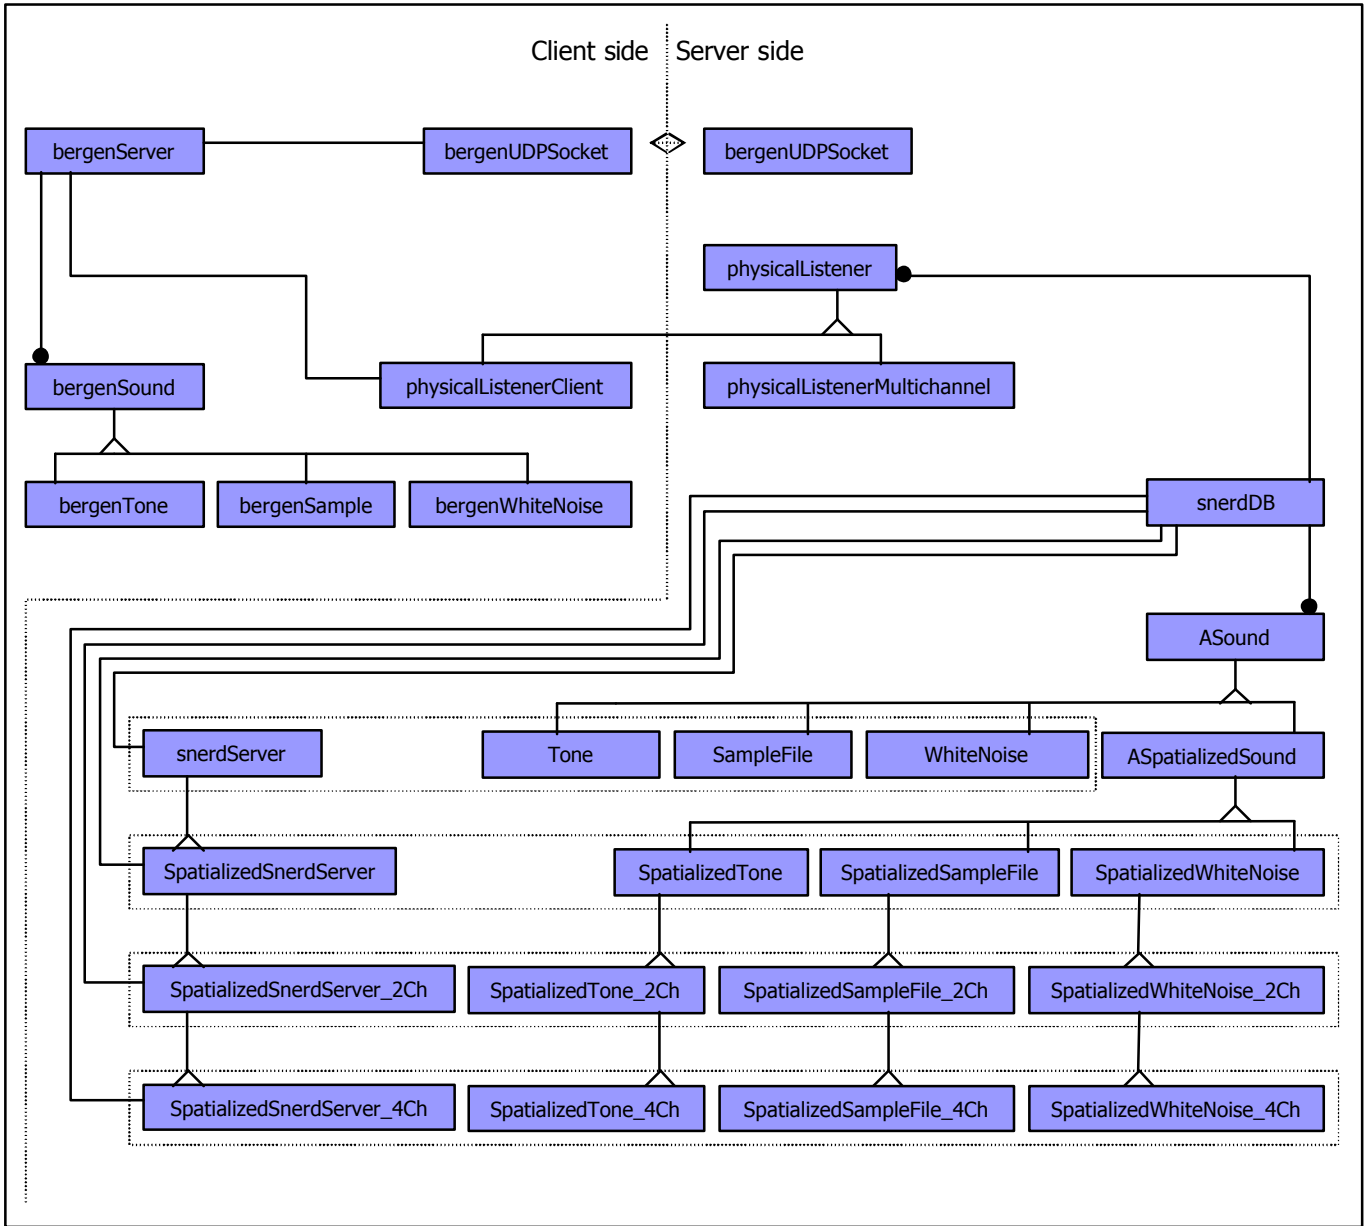 Client side
Server side
bergenServer
bergenUDPSocket
bergenUDPSocket
physicalListener
bergenSound
physicalListenerClient
physicalListenerMultichannel
bergenTone
bergenSample
bergenWhiteNoise
snerdDB
ASound
snerdServer
Tone
SampleFile
WhiteNoise
ASpatializedSound
SpatializedSnerdServer
SpatializedTone
SpatializedSampleFile
SpatializedWhiteNoise
SpatializedSnerdServer_2Ch
SpatializedTone_2Ch
SpatializedSampleFile_2Ch
SpatializedWhiteNoise_2Ch
SpatializedSnerdServer_4Ch
SpatializedTone_4Ch
SpatializedSampleFile_4Ch
SpatializedWhiteNoise_4Ch